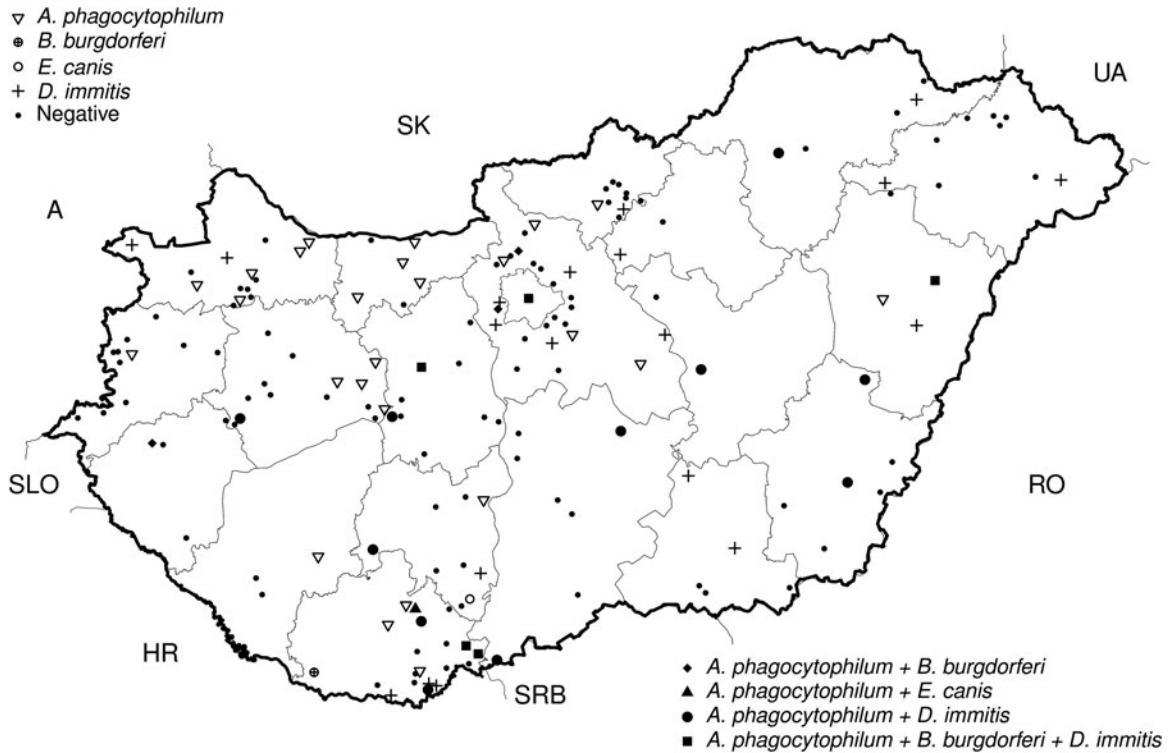 A. phagocytophilum
B. burgdorferi
E. canis
D. immitis
Negative
UA
SK
A
SLO
RO
HR
SRB
A. phagocytophilum + B. burgdorferi
A. phagocytophilum + E. canis
A. phagocytophilum + D. immitis
A. phagocytophilum + B. burgdorferi + D. immitis